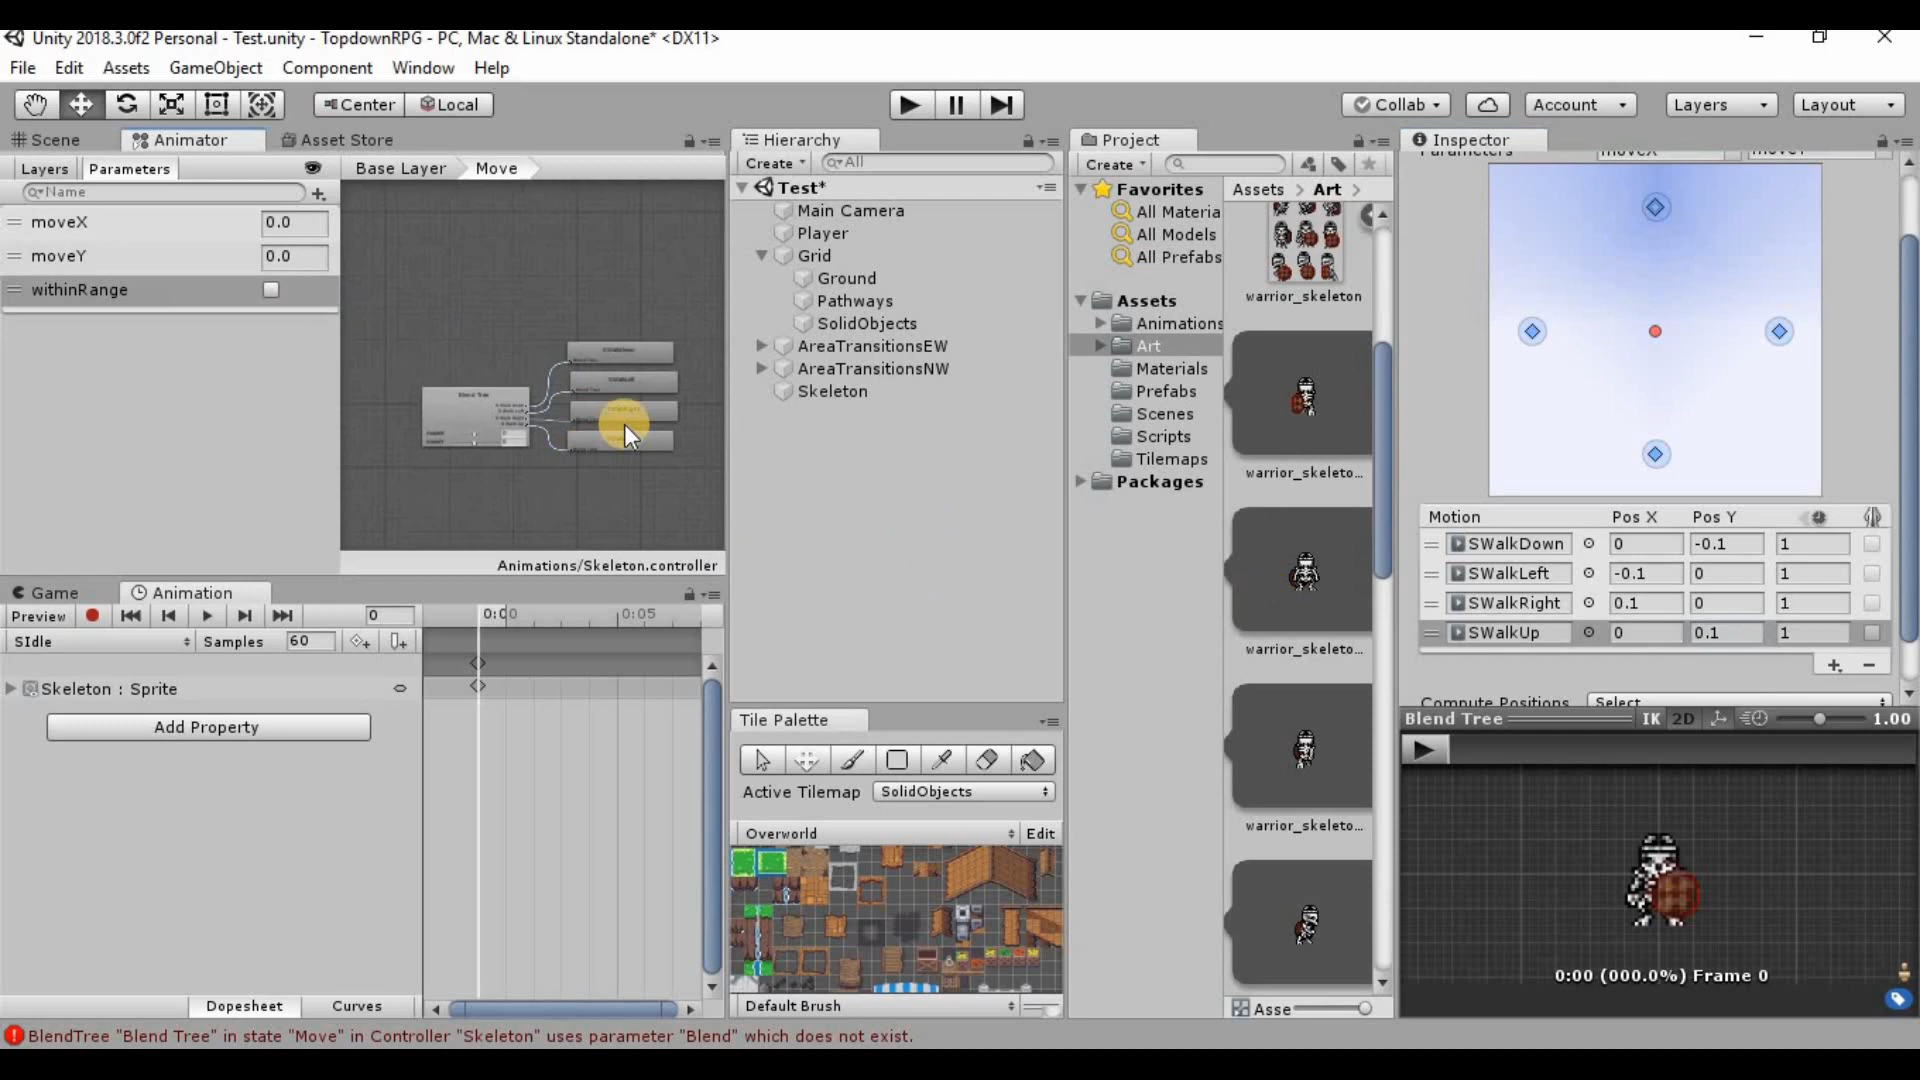 Unity 2018.3.0f2 Personal - Test.unity - TopdownRPG - PC, Mac & Linux Standalone* <DX11>
File Edit Assets GameObject Component Window Help
Center Local Collab Account Layers Layout
Scene Animator Asset Store
Layers Parameters
Name
moveX 0.0
moveY 0.0
withinRange
Base Layer Move
Blend Tree
Animations/Skeleton.controller
Game Animation
Preview 0 0:00 0:05
SIdle Samples 60
Skeleton : Sprite
Add Property
Dopesheet Curves
Hierarchy
Create All
Test*
Main Camera
Player
Grid
Ground
Pathways
SolidObjects
AreaTransitionsEW
AreaTransitionsNW
Skeleton
Tile Palette
Active Tilemap SolidObjects
Overworld Edit
Default Brush
Project
Create
Favorites
All Materia
All Models
All Prefabs
Assets
Animations
Art
Materials
Prefabs
Scenes
Scripts
Tilemaps
Packages
Assets > Art >
warrior_skeleton
warrior_skeleto...
warrior_skeleto...
warrior_skeleto...
Asse
Inspector
Parameters moveX moveY
Motion Pos X Pos Y
SWalkDown 0 -0.1 1
SWalkLeft -0.1 0 1
SWalkRight 0.1 0 1
SWalkUp 0 0.1 1
Compute Positions Select
Blend Tree IK 2D 1.00
0:00 (000.0%) Frame 0
BlendTree "Blend Tree" in state "Move" in Controller "Skeleton" uses parameter "Blend" which does not exist.